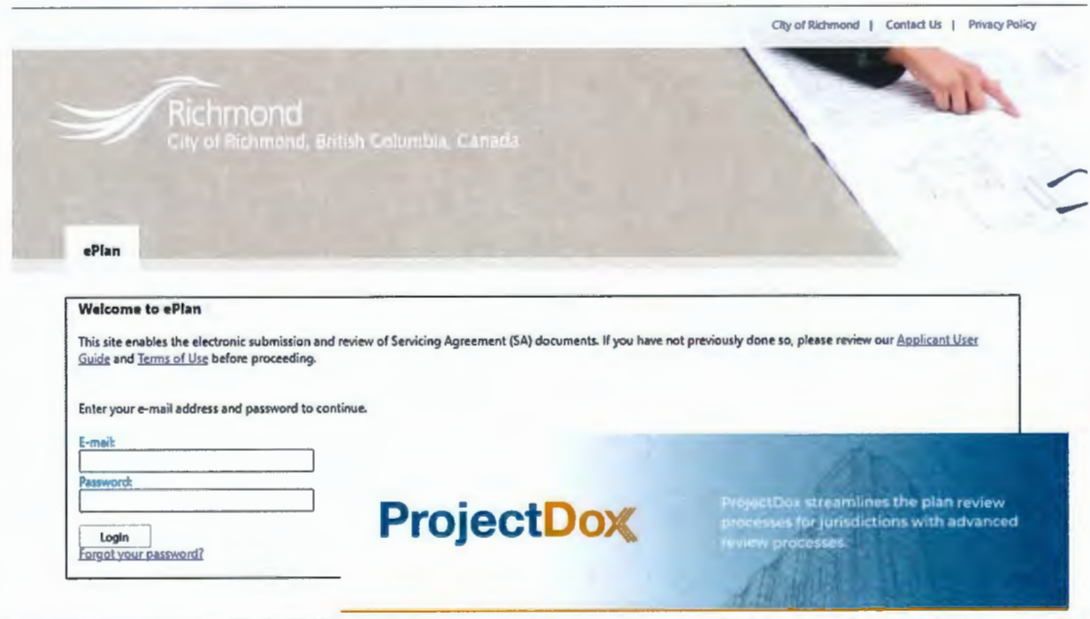 City of Richmond | Contact Us | Privacy Policy
Richmond
City of Richmond, British Columbia, Canada
ePlan
Welcome to ePlan
This site enables the electronic submission and review of Servicing Agreement (SA) documents. If you have not previously done so, please review our Applicant User
Guide and Terms of Use before proceeding.
Enter your e-mail address and password to continue.
E-mail:
Password:
Login
Forgot your password?
ProjectDox
ProjectDox streamlines the plan review
processes for jurisdictions with advanced
review processes.